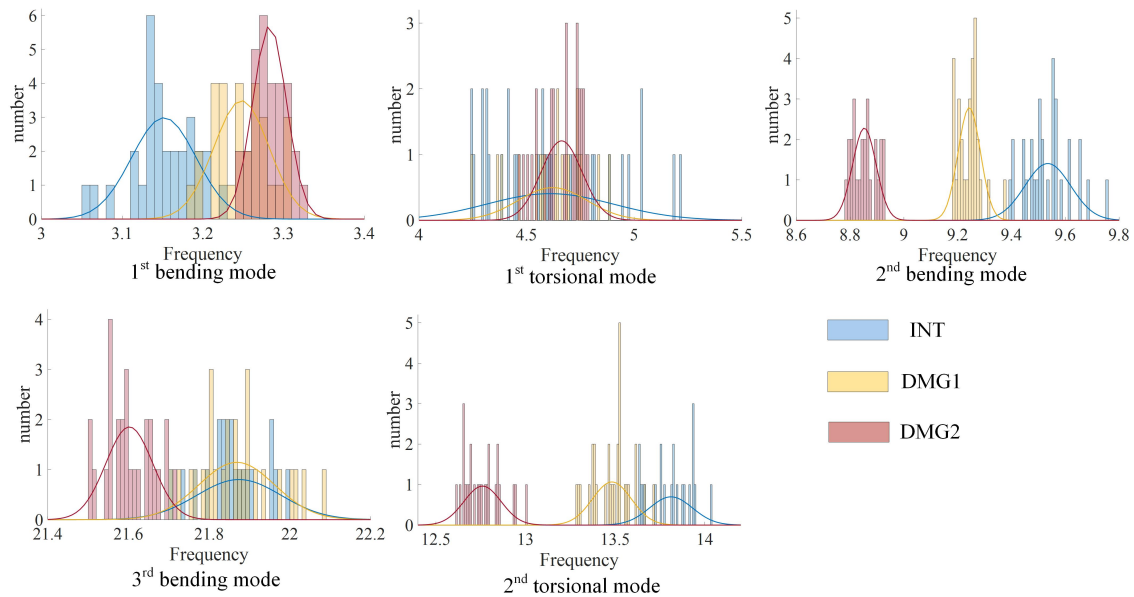 6
5
4
3
2
1
0
number
3 3.1 3.2 3.3 3.4
Frequency
1st bending mode
3
2
1
0
number
4 4.5 5 5.5
Frequency
1st torsional mode
5
4
3
2
1
0
number
8.6 8.8 9 9.2 9.4 9.6 9.8
Frequency
2nd bending mode
4
3
2
1
0
number
21.4 21.6 21.8 22 22.2
Frequency
3rd bending mode
5
4
3
2
1
0
number
12.5 13 13.5 14
Frequency
2nd torsional mode
INT
DMG1
DMG2